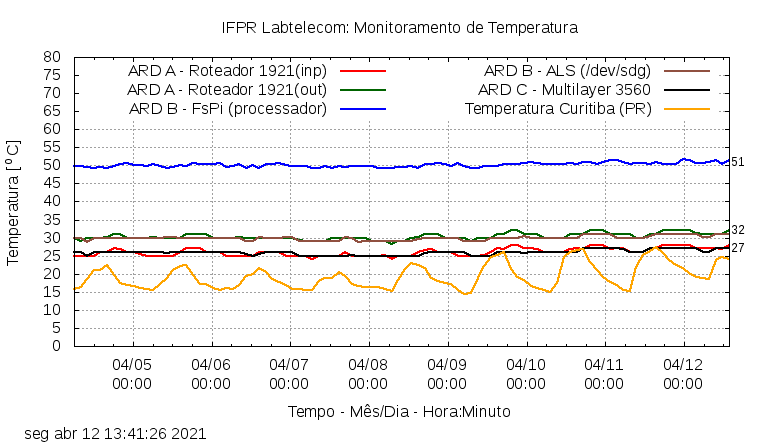 IFPR Labtelecom: Monitoramento de Temperatura
80
75
70
65
60
55
50
45
40
35
30
25
20
15
10
5
0
Temperatura [ºC]
ARD A - Roteador 1921(inp)
ARD A - Roteador 1921(out)
ARD B - FsPi (processador)
ARD B - ALS (/dev/sdg)
ARD C - Multilayer 3560
Temperatura Curitiba (PR)
51
32
27
04/05 04/06 04/07 04/08 04/09 04/10 04/11 04/12
00:00 00:00 00:00 00:00 00:00 00:00 00:00 00:00
Tempo - Mês/Dia - Hora:Minuto
seg abr 12 13:41:26 2021